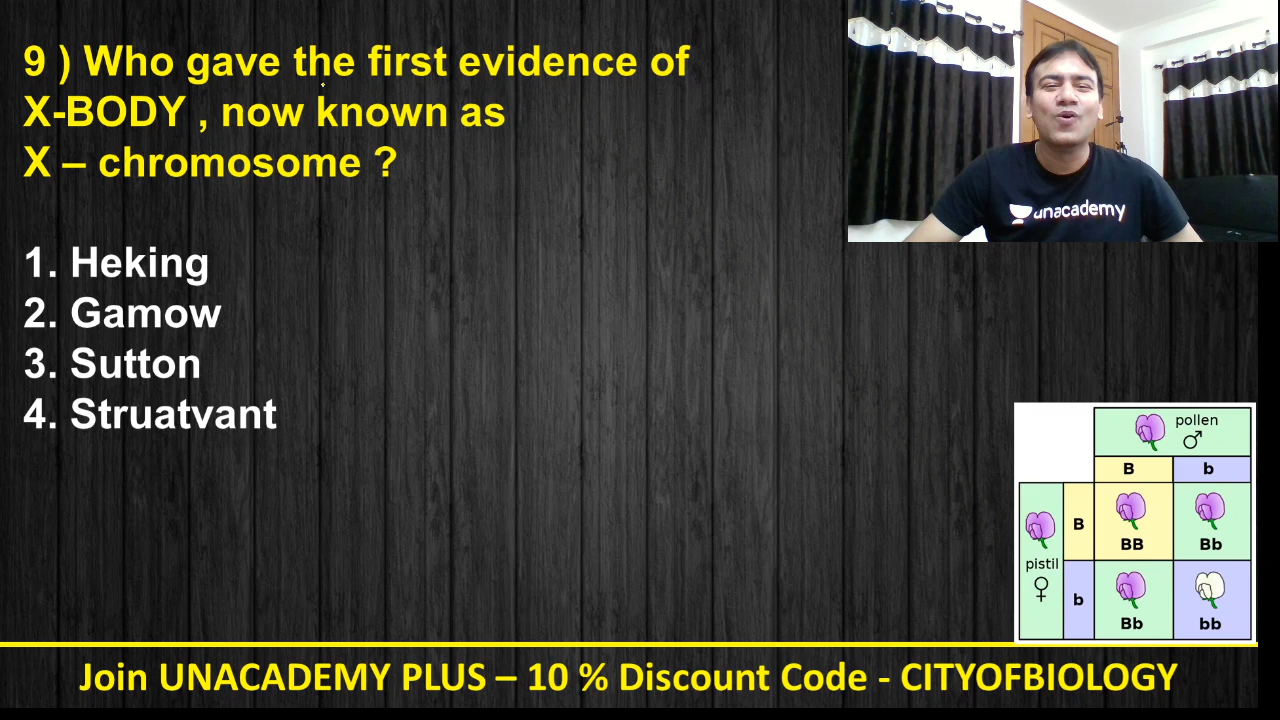 9 ) Who gave the first evidence of
X-BODY , now known as
X – chromosome ?
1. Heking
2. Gamow
3. Sutton
4. Struatvant
unacademy
pollen
♂
B b
B
BB Bb
pistil
♀
b
Bb bb
Join UNACADEMY PLUS – 10 % Discount Code - CITYOFBIOLOGY